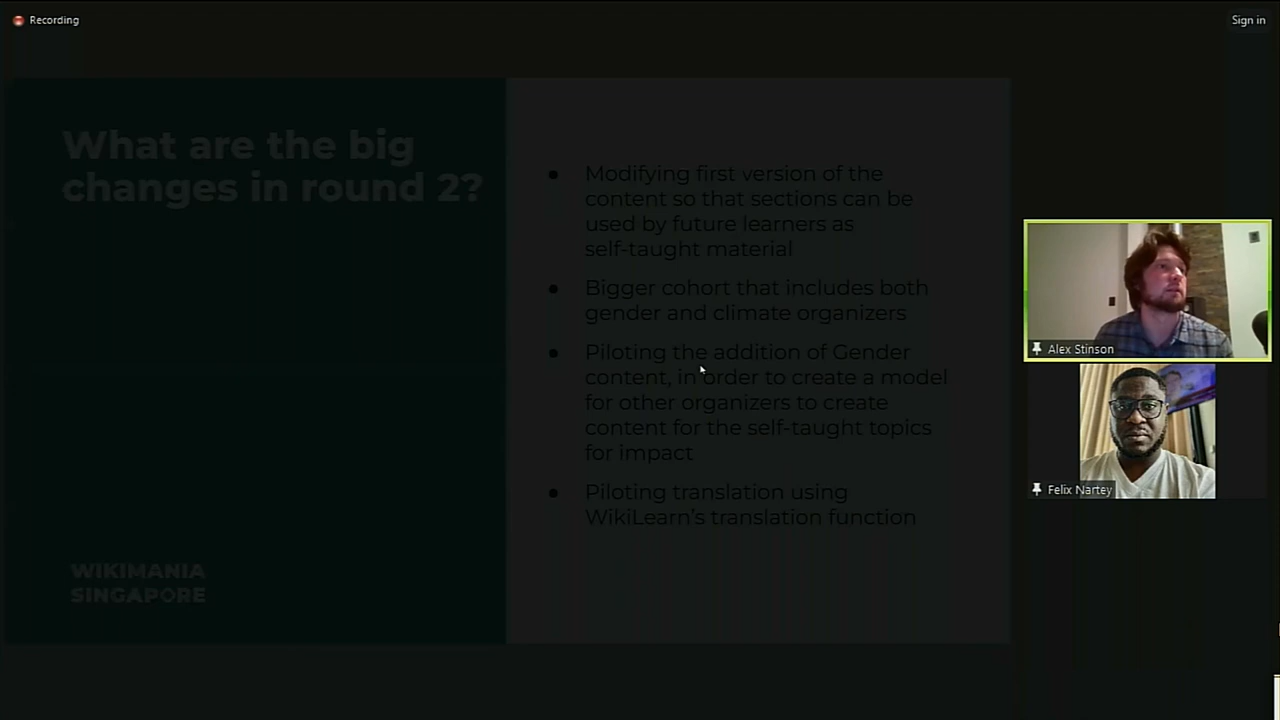 Recording
Sign in
What are the big
changes in round 2?
● Modifying first version of the
content so that sections can be
used by future learners as
self-taught material
● Bigger cohort that includes both
gender and climate organizers
● Piloting the addition of Gender
content, in order to create a model
for other organizers to create
content for the self-taught topics
for impact
● Piloting translation using
WikiLearn's translation function
WIKIMANIA
SINGAPORE
Alex Stinson
Felix Nartey